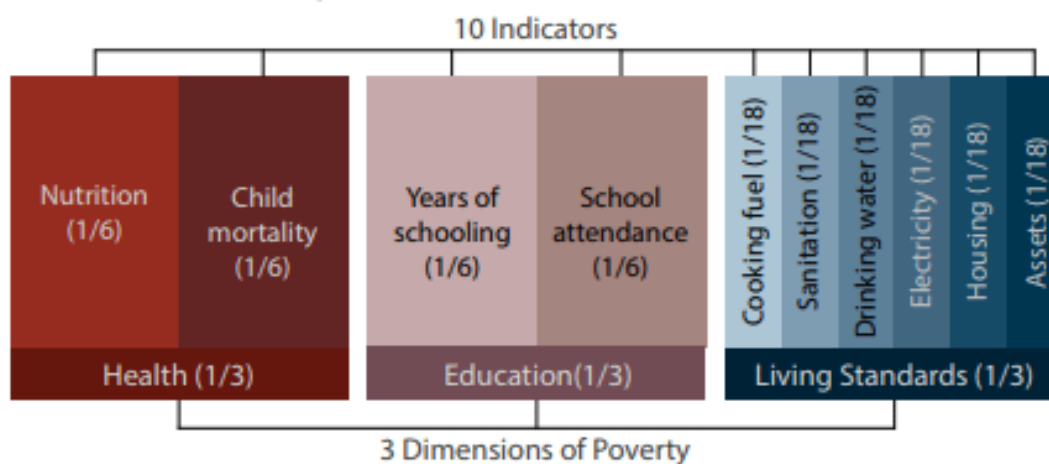 10 Indicators
Nutrition
(1/6)
Child
mortality
(1/6)
Years of
schooling
(1/6)
School
attendance
(1/6)
Cooking fuel (1/18)
Sanitation (1/18)
Drinking water (1/18)
Electricity (1/18)
Housing (1/18)
Assets (1/18)
Health (1/3)
Education(1/3)
Living Standards (1/3)
3 Dimensions of Poverty